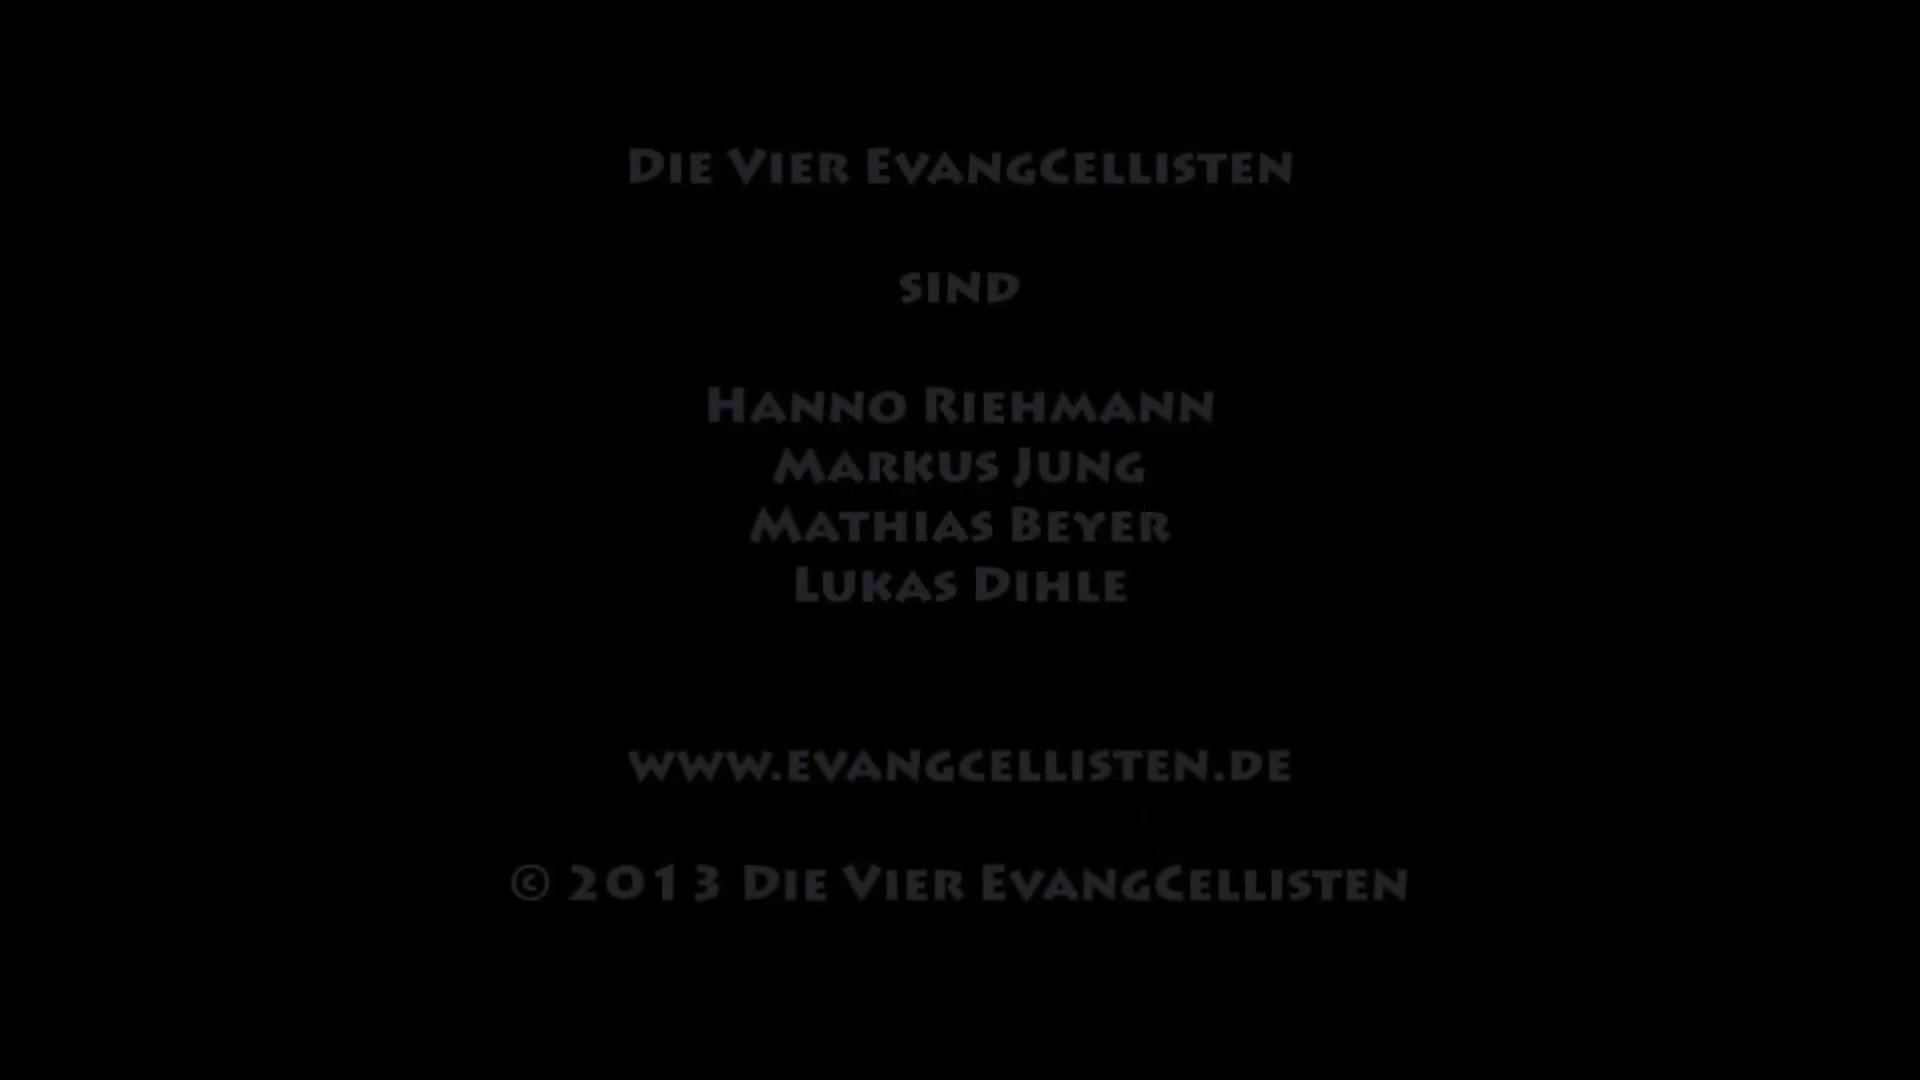 Die Vier EvangCellisten
sind
Hanno Riehmann
Markus Jung
Mathias Beyer
Lukas Dihle
www.evangcellisten.de
© 2013 Die Vier EvangCellisten